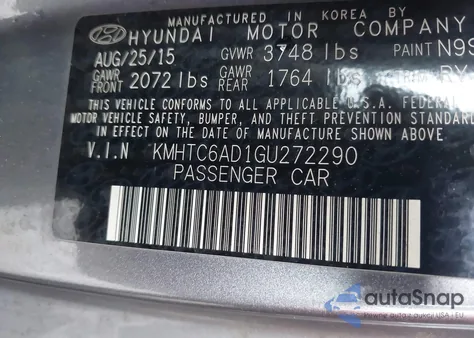 MANUFACTURED IN KOREA BY
HYUNDAI MOTOR COMPANY
AUG/25/15 GVWR 3748 lbs PAINT N9S
GAWR FRONT 2072 lbs GAWR REAR 1764 lbs
THIS VEHICLE CONFORMS TO ALL APPLICABLE U.S.A. FEDERAL
MOTOR VEHICLE SAFETY, BUMPER, AND THEFT PREVENTION STANDARDS
IN EFFECT ON THE DATE OF MANUFACTURE SHOWN ABOVE.
V.I.N KMHTC6AD1GU272290
PASSENGER CAR
autoSnap